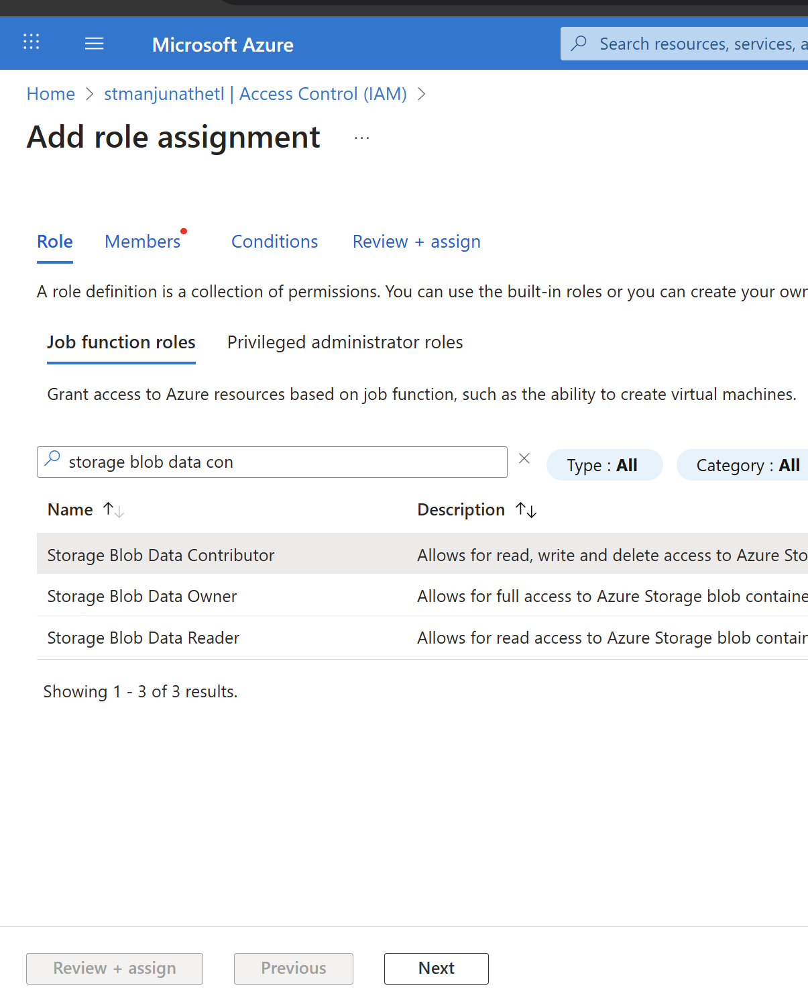 Microsoft Azure
Search resources, services, a
Home > stmanjunathetl | Access Control (IAM) >
Add role assignment ...
Role Members Conditions Review + assign
A role definition is a collection of permissions. You can use the built-in roles or you can create your own
Job function roles Privileged administrator roles
Grant access to Azure resources based on job function, such as the ability to create virtual machines.
storage blob data con Type : All Category : All
Name ↑↓ Description ↑↓
Storage Blob Data Contributor Allows for read, write and delete access to Azure Sto
Storage Blob Data Owner Allows for full access to Azure Storage blob containe
Storage Blob Data Reader Allows for read access to Azure Storage blob contain
Showing 1 - 3 of 3 results.
Review + assign Previous Next